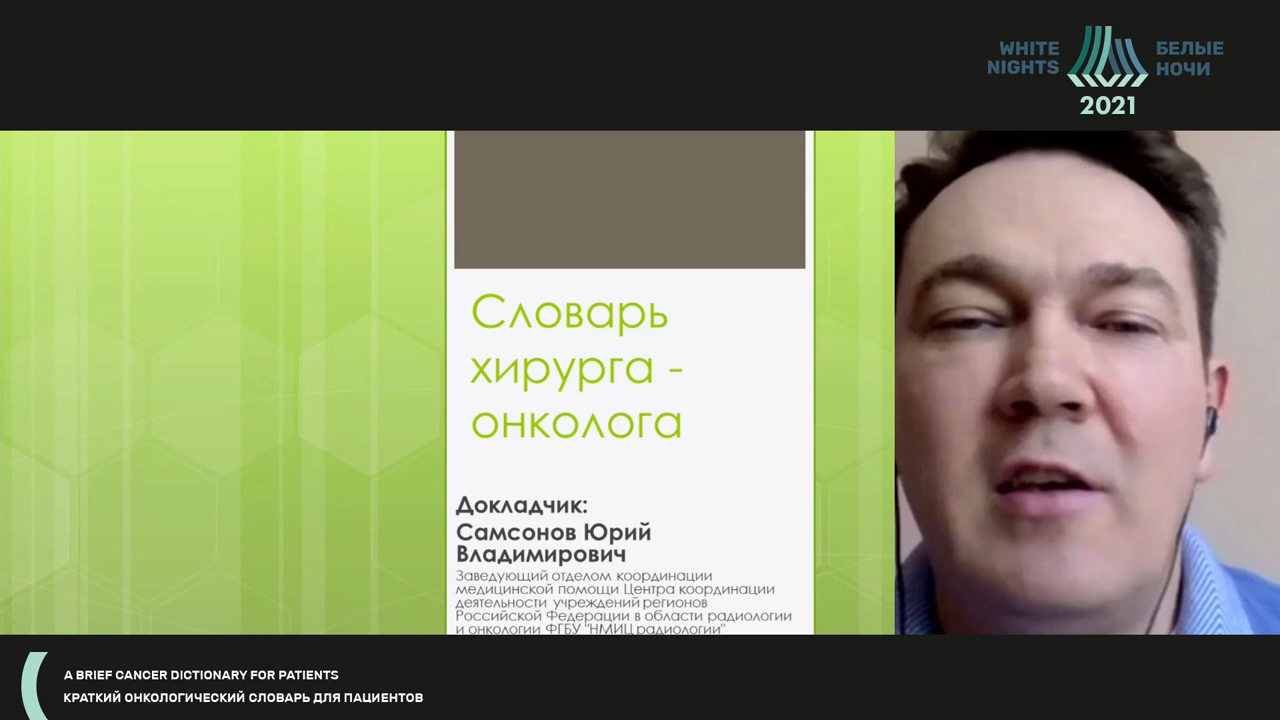 WHITE
NIGHTS
БЕЛЫЕ
НОЧИ
2021
Словарь
хирурга -
онколога
Докладчик:
Самсонов Юрий
Владимирович
Заведующий отделом координации
медицинской помощи Центра координации
деятельности учреждений регионов
Российской Федерации в области радиологии
и онкологии ФГБУ "НМИЦ радиологии"
A BRIEF CANCER DICTIONARY FOR PATIENTS
КРАТКИЙ ОНКОЛОГИЧЕСКИЙ СЛОВАРЬ ДЛЯ ПАЦИЕНТОВ